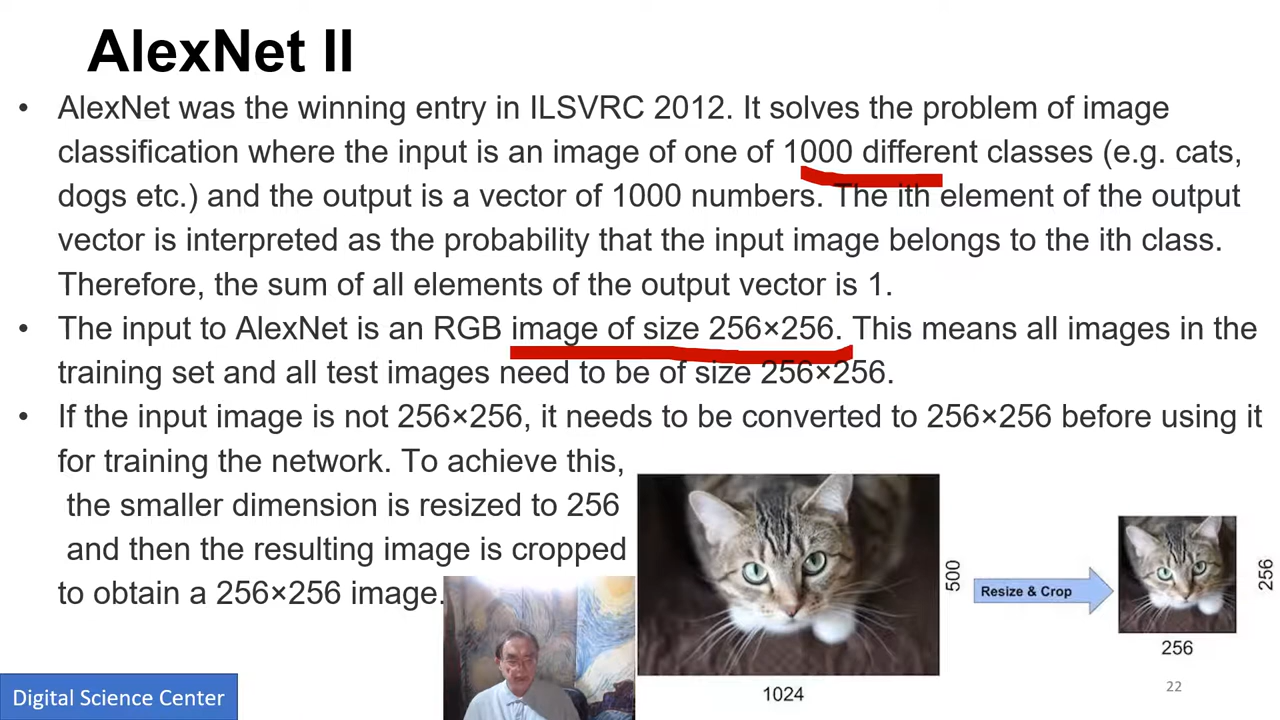 AlexNet II
• AlexNet was the winning entry in ILSVRC 2012. It solves the problem of image
classification where the input is an image of one of 1000 different classes (e.g. cats,
dogs etc.) and the output is a vector of 1000 numbers. The ith element of the output
vector is interpreted as the probability that the input image belongs to the ith class.
Therefore, the sum of all elements of the output vector is 1.
• The input to AlexNet is an RGB image of size 256×256. This means all images in the
training set and all test images need to be of size 256×256.
• If the input image is not 256×256, it needs to be converted to 256×256 before using it
for training the network. To achieve this,
the smaller dimension is resized to 256
and then the resulting image is cropped
to obtain a 256×256 image.
500
Resize & Crop
256
256
1024
22
Digital Science Center